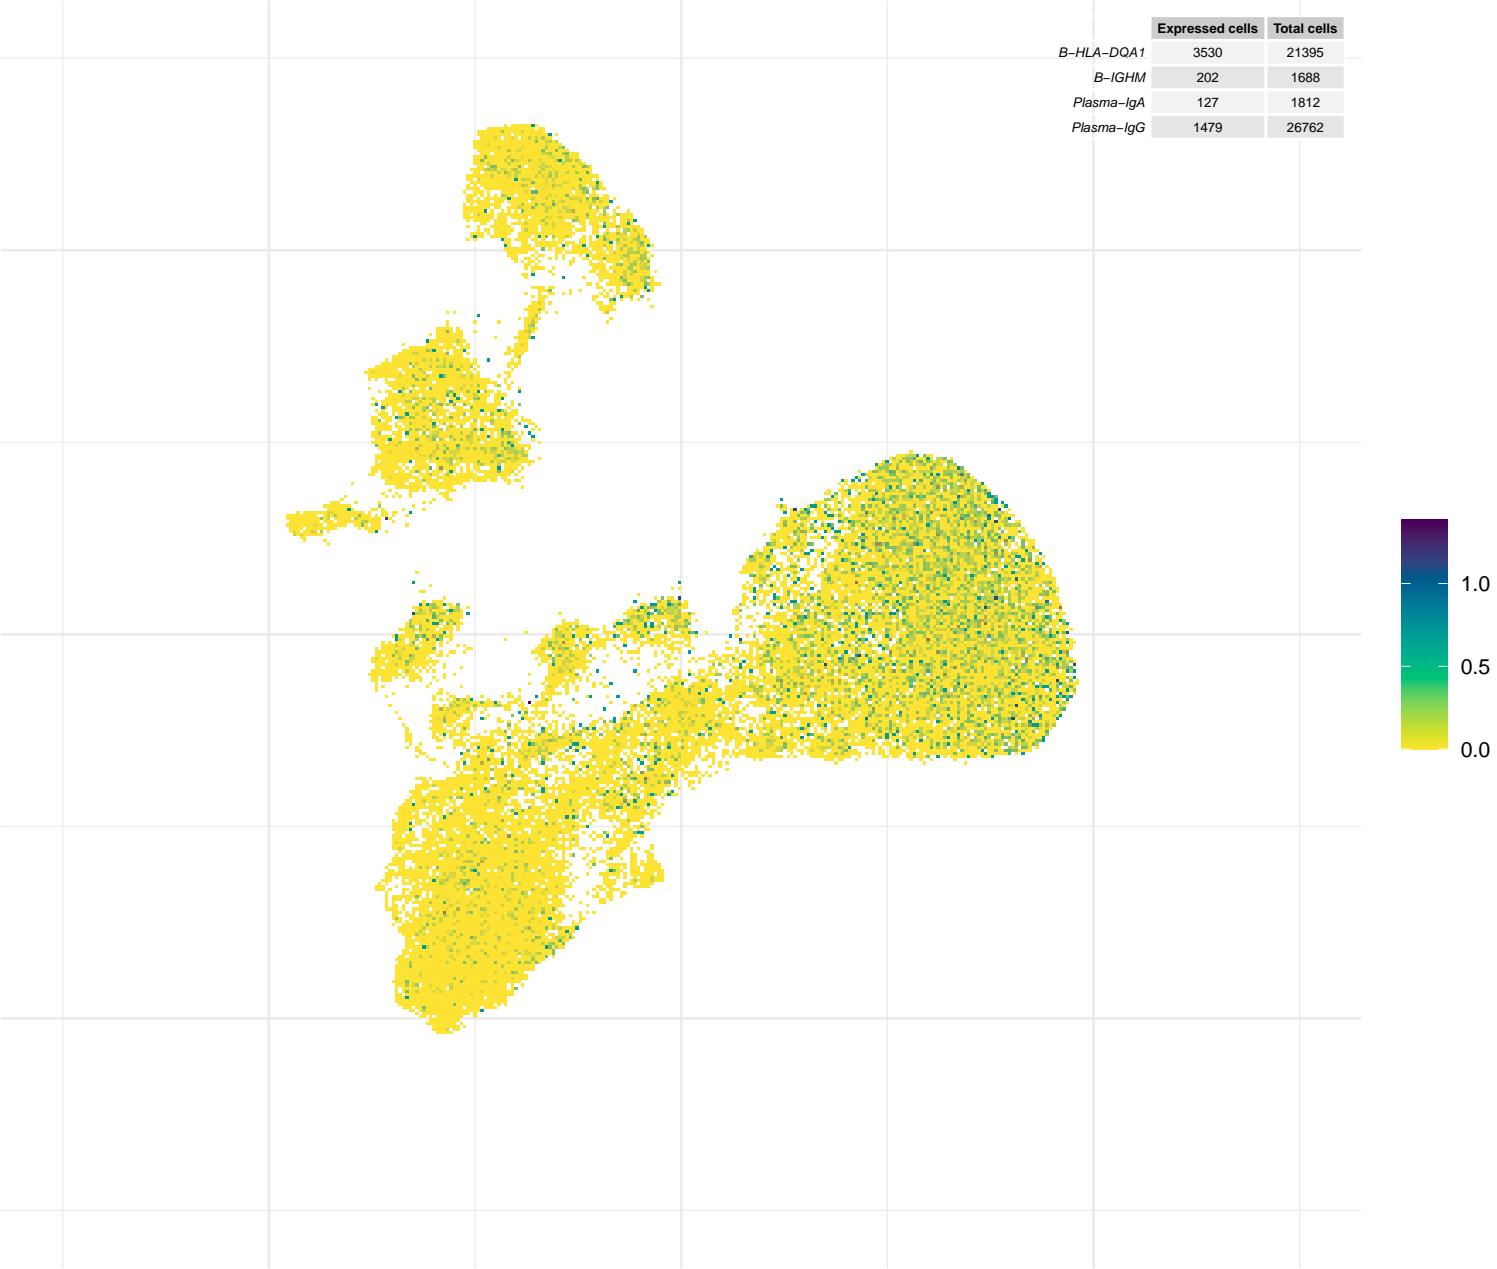 Expressed cells Total cells
B−HLA−DQA1 3530 21395
B−IGHM 202 1688
Plasma−IgA 127 1812
Plasma−IgG 1479 26762
1.0
0.5
0.0